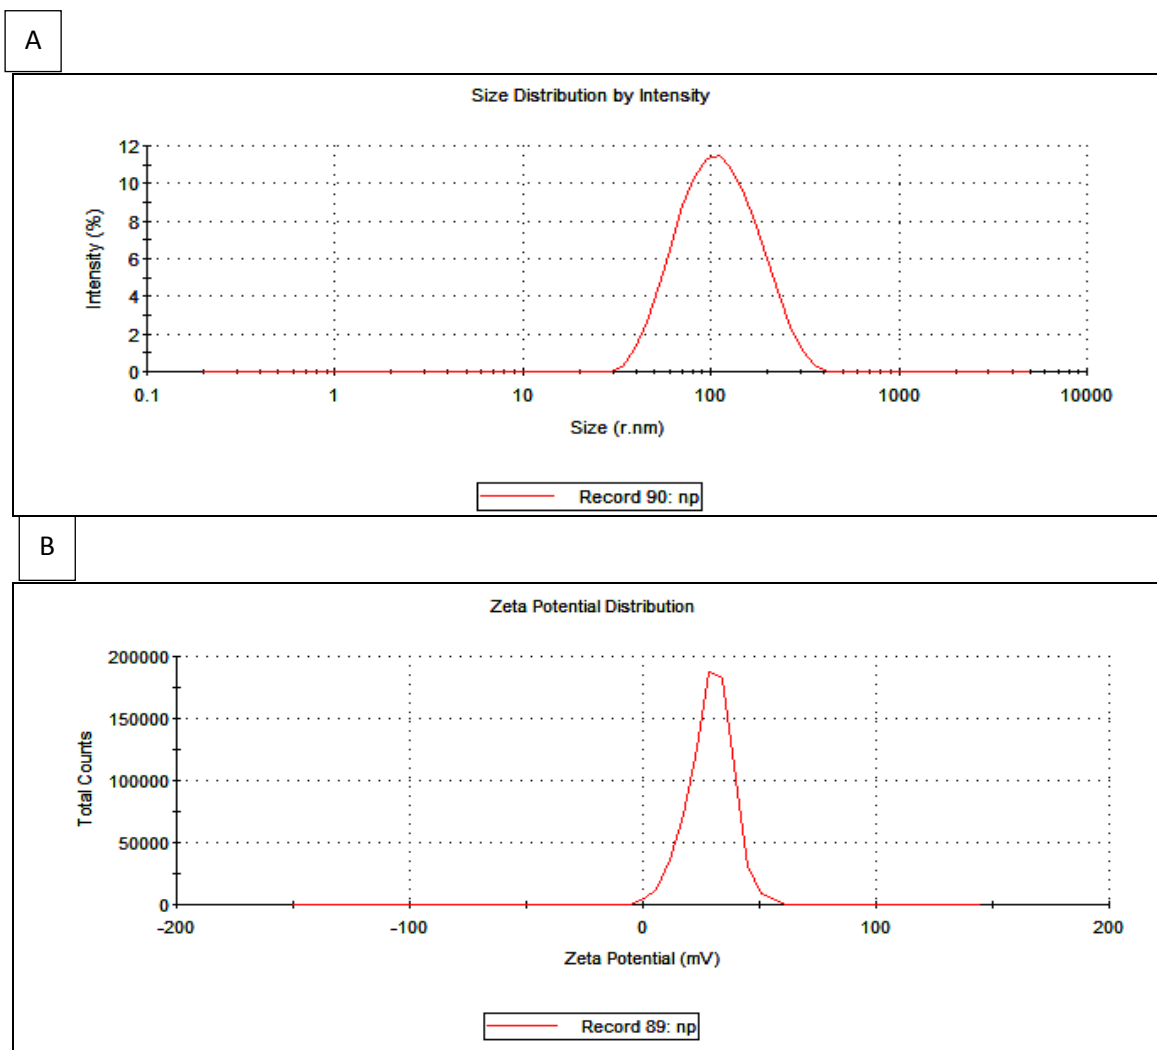 A
Size Distribution by Intensity
12
10
8
6
4
2
0
Intensity (%)
0.1 1 10 100 1000 10000
Size (r.nm)
Record 90: np
B
Zeta Potential Distribution
200000
150000
100000
50000
0
Total Counts
-200 -100 0 100 200
Zeta Potential (mV)
Record 89: np